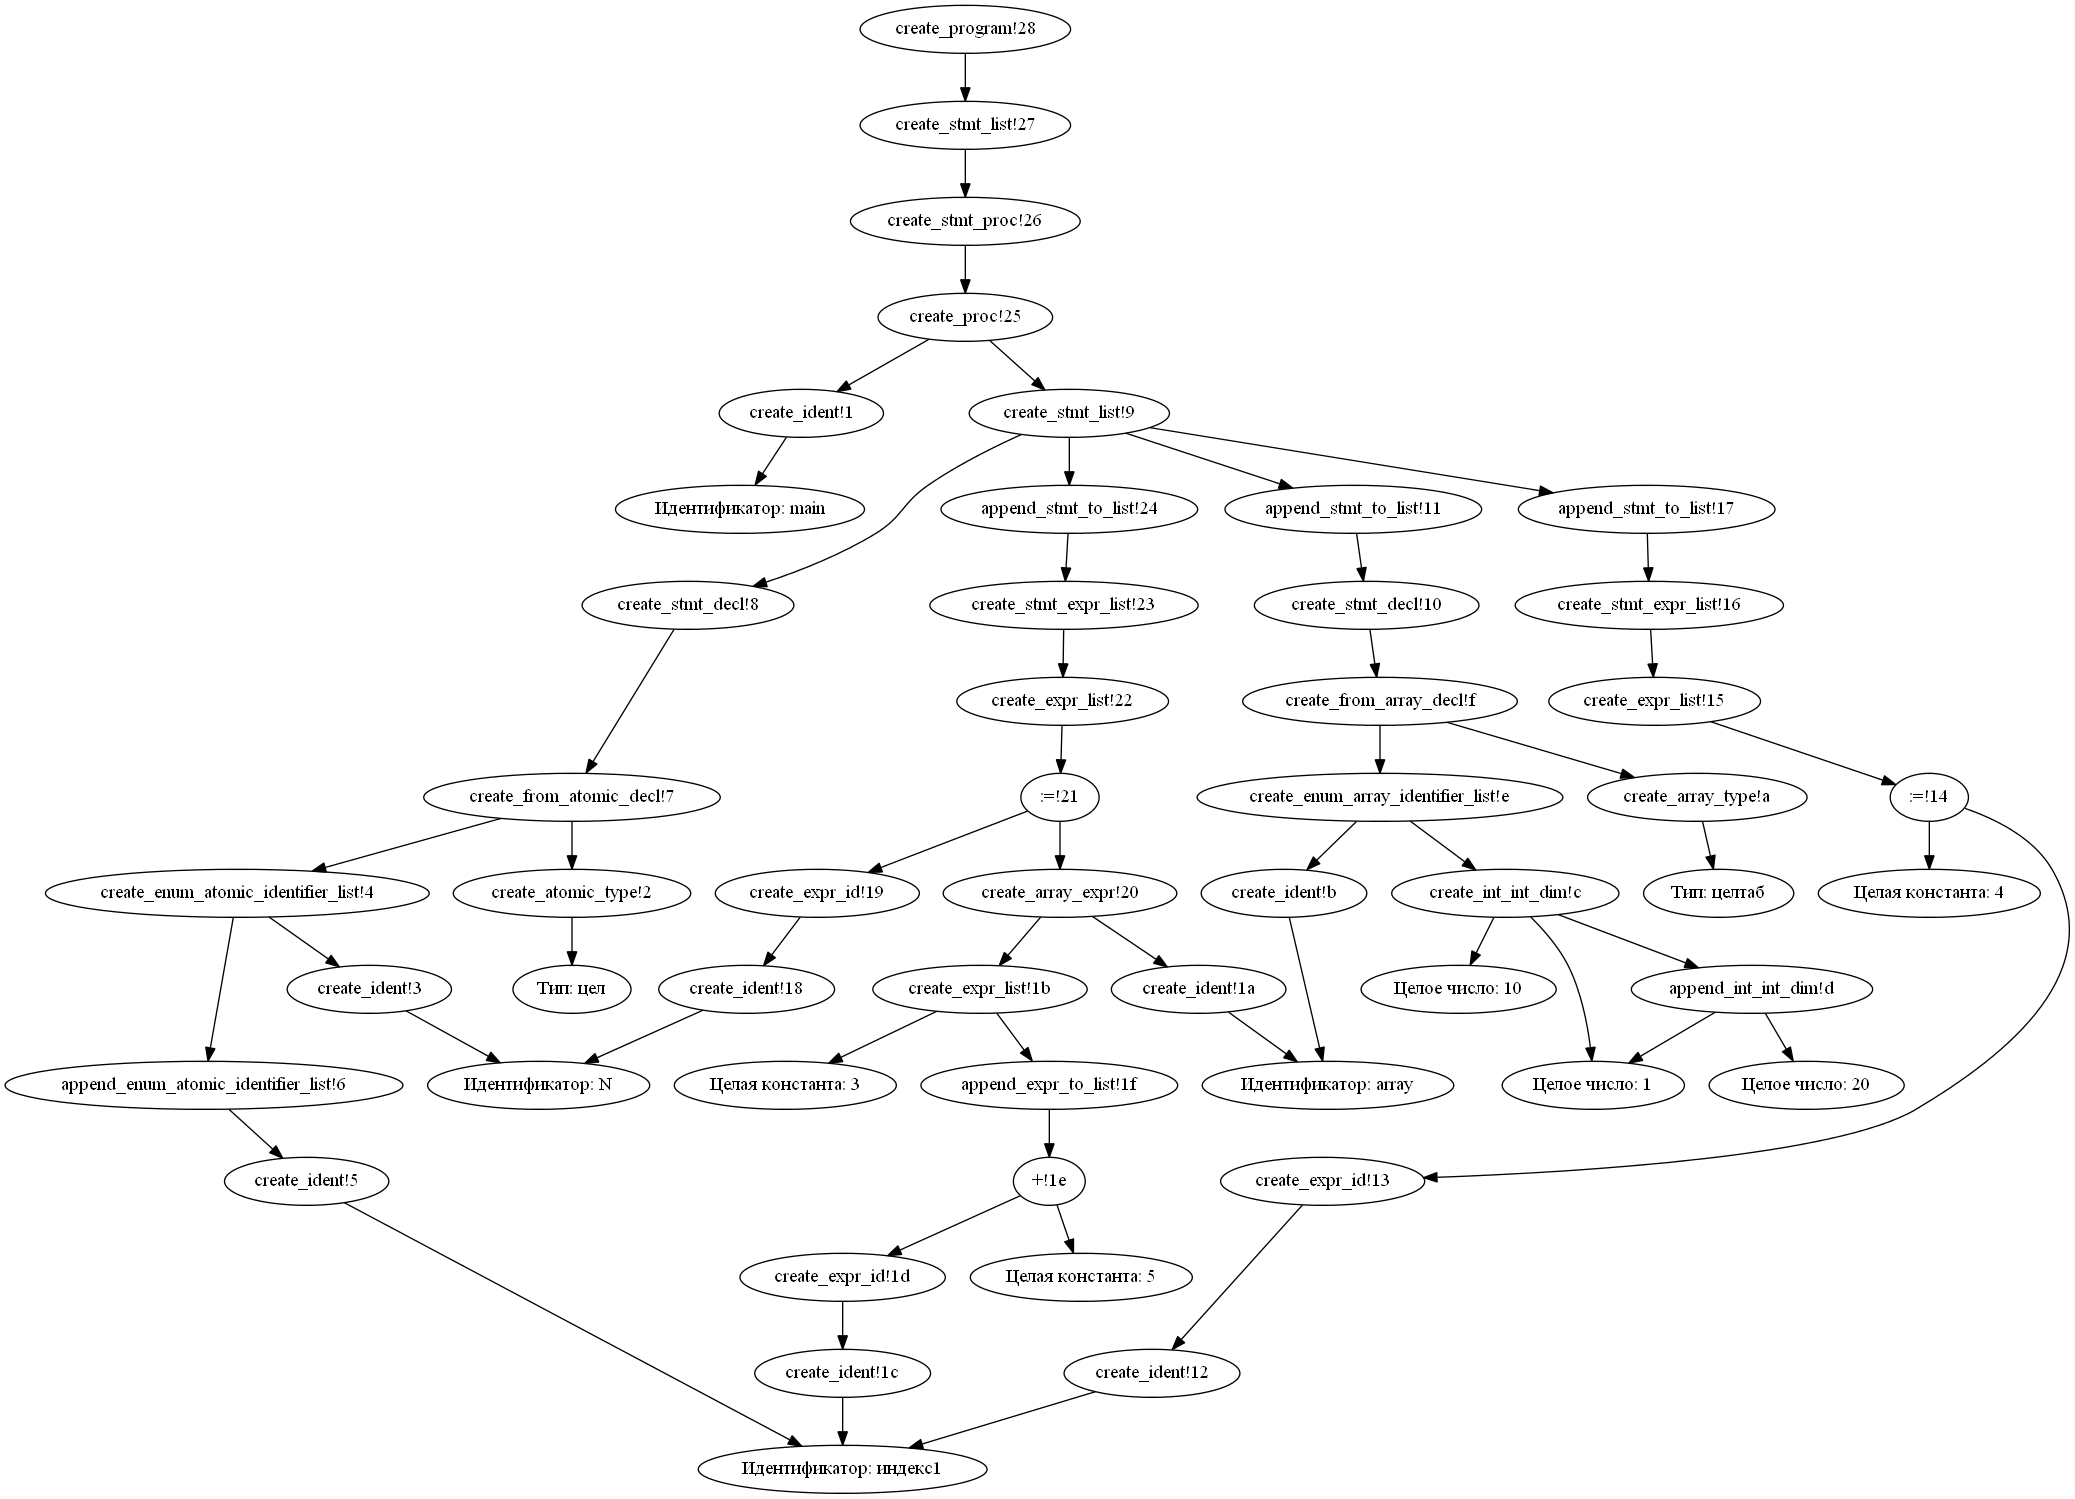 create_program!28
create_stmt_list!27
create_stmt_proc!26
create_proc!25
create_ident!1
create_stmt_list!9
Идентификатор: main
append_stmt_to_list!24
append_stmt_to_list!11
append_stmt_to_list!17
create_stmt_decl!8
create_stmt_expr_list!23
create_stmt_decl!10
create_stmt_expr_list!16
create_expr_list!22
create_from_array_decl!f
create_expr_list!15
create_from_atomic_decl!7
:=!21
create_enum_array_identifier_list!e
create_array_type!a
:=!14
create_enum_atomic_identifier_list!4
create_atomic_type!2
create_expr_id!19
create_array_expr!20
create_ident!b
create_int_int_dim!c
Тип: целтаб
Целая константа: 4
create_ident!3
Тип: цел
create_ident!18
create_expr_list!1b
create_ident!1a
Целое число: 10
append_int_int_dim!d
append_enum_atomic_identifier_list!6
Идентификатор: N
Целая константа: 3
append_expr_to_list!1f
Идентификатор: array
Целое число: 1
Целое число: 20
create_ident!5
+!1e
create_expr_id!13
create_expr_id!1d
Целая константа: 5
create_ident!1c
create_ident!12
Идентификатор: индекс1